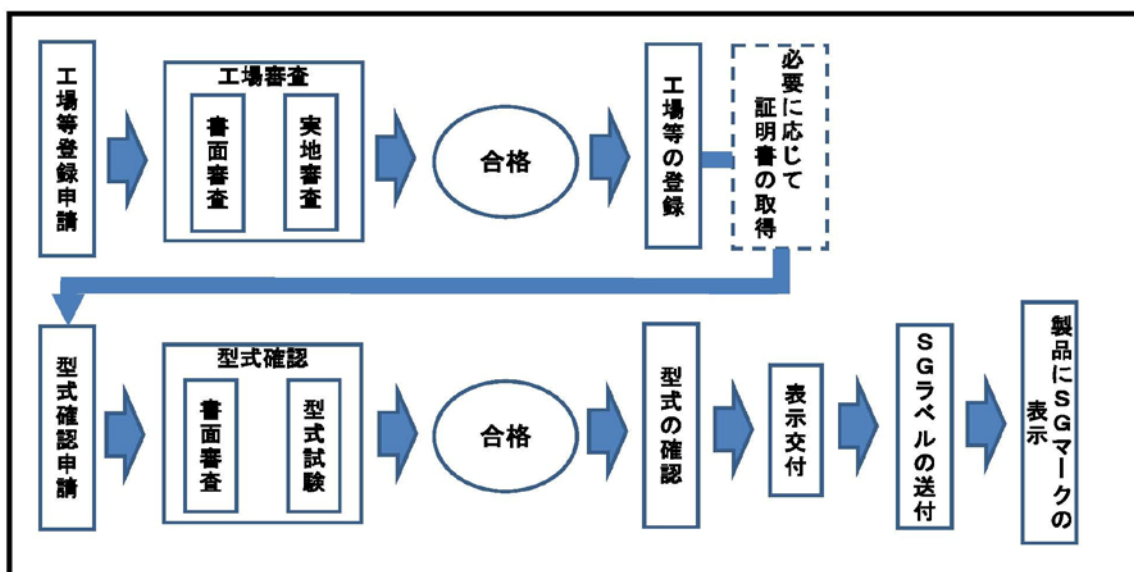 工場等登録申請
工場審査
書面審査
実地審査
合格
工場等の登録
必要に応じて
証明書の取得
型式確認申請
型式確認
書面審査
型式試験
合格
型式の確認
表示交付
SGラベルの送付
製品にSGマークの
表示